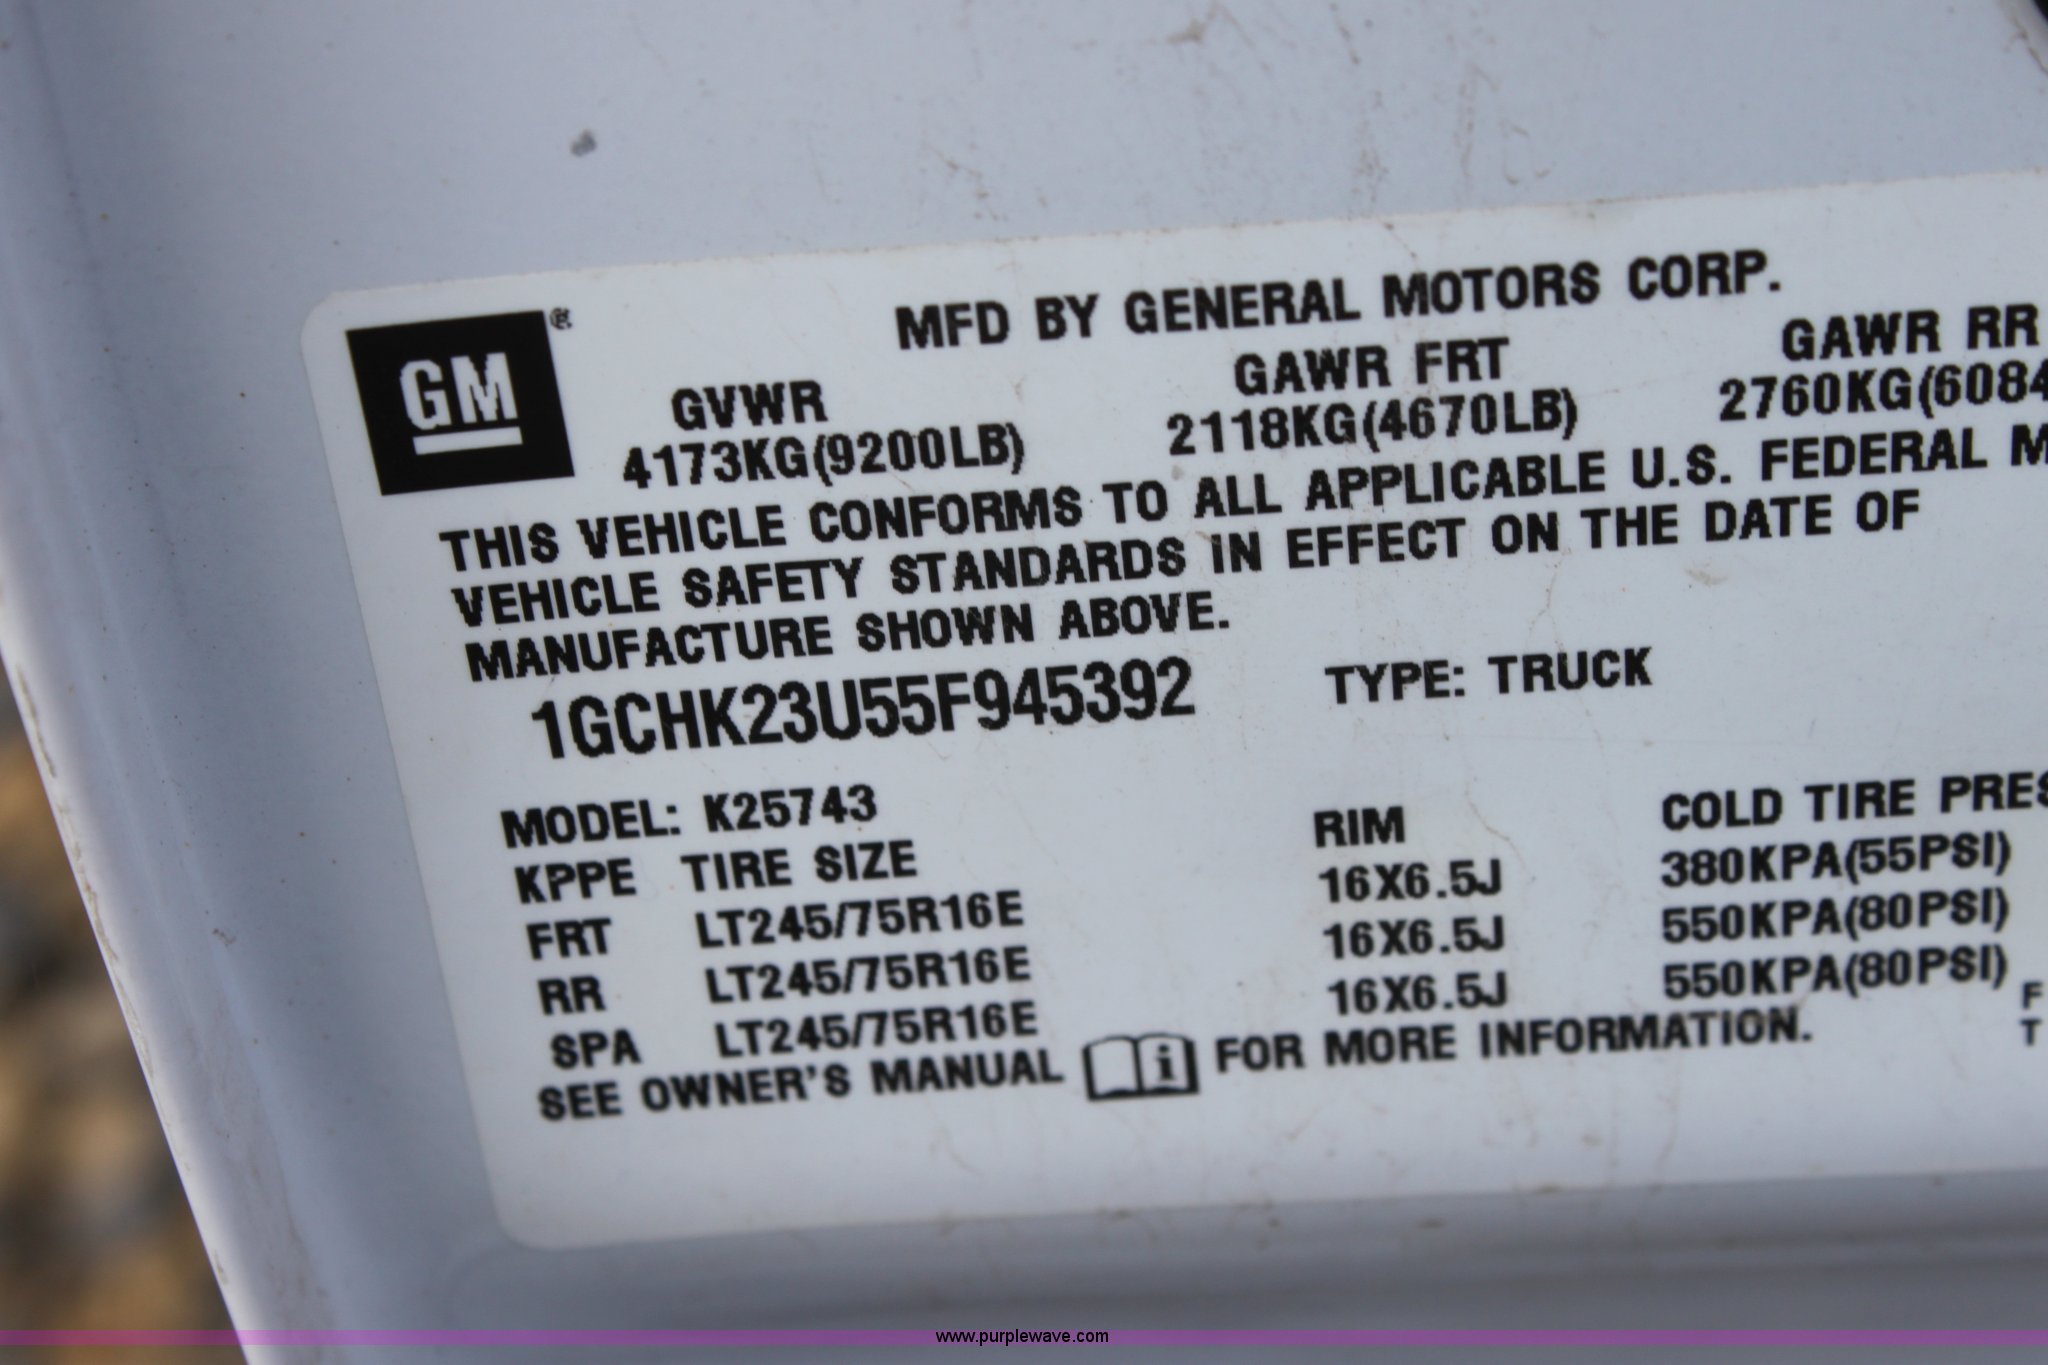 MFD BY GENERAL MOTORS CORP.
GM®
GVWR GAWR FRT GAWR RR
4173KG(9200LB) 2118KG(4670LB) 2760KG(6084
THIS VEHICLE CONFORMS TO ALL APPLICABLE U.S. FEDERAL M
VEHICLE SAFETY STANDARDS IN EFFECT ON THE DATE OF
MANUFACTURE SHOWN ABOVE.
1GCHK23U55F945392 TYPE: TRUCK
MODEL: K25743
KPPE TIRE SIZE RIM COLD TIRE PRES
FRT LT245/75R16E 16X6.5J 380KPA(55PSI)
RR LT245/75R16E 16X6.5J 550KPA(80PSI)
SPA LT245/75R16E 16X6.5J 550KPA(80PSI)
SEE OWNER'S MANUAL i FOR MORE INFORMATION.
F
T
www.purplewave.com